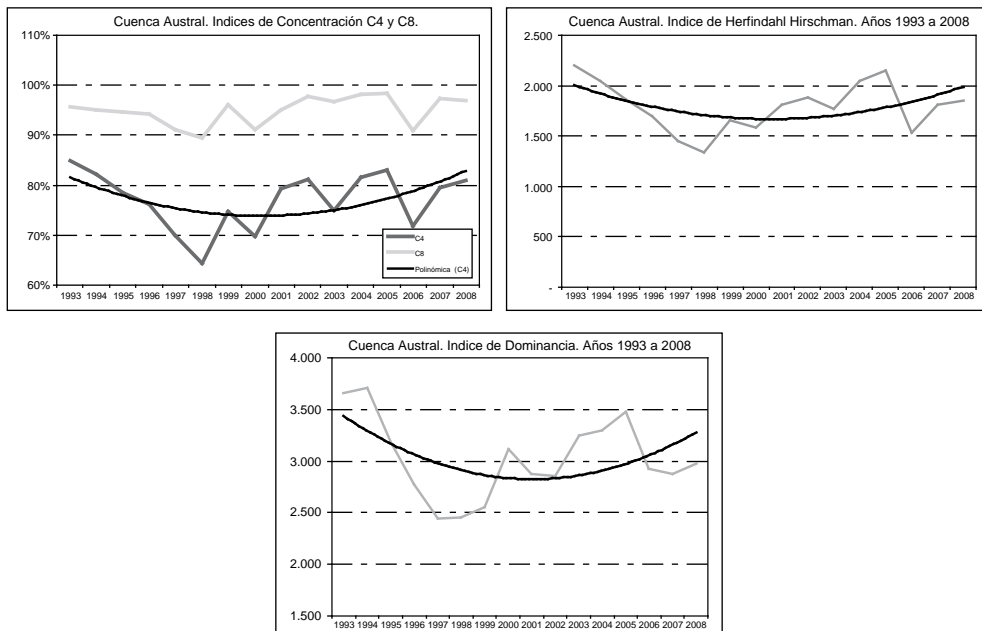 Cuenca Austral. Indices de Concentración C4 y C8.
110%
100%
90%
80%
70%
60%
C4
C8
Polinómica (C4)
1993 1994 1995 1996 1997 1998 1999 2000 2001 2002 2003 2004 2005 2006 2007 2008
Cuenca Austral. Indice de Herfindahl Hirschman. Años 1993 a 2008
2.500
2.000
1.500
1.000
500
-
1993 1994 1995 1996 1997 1998 1999 2000 2001 2002 2003 2004 2005 2006 2007 2008
Cuenca Austral. Indice de Dominancia. Años 1993 a 2008
4.000
3.500
3.000
2.500
2.000
1.500
1993 1994 1995 1996 1997 1998 1999 2000 2001 2002 2003 2004 2005 2006 2007 2008